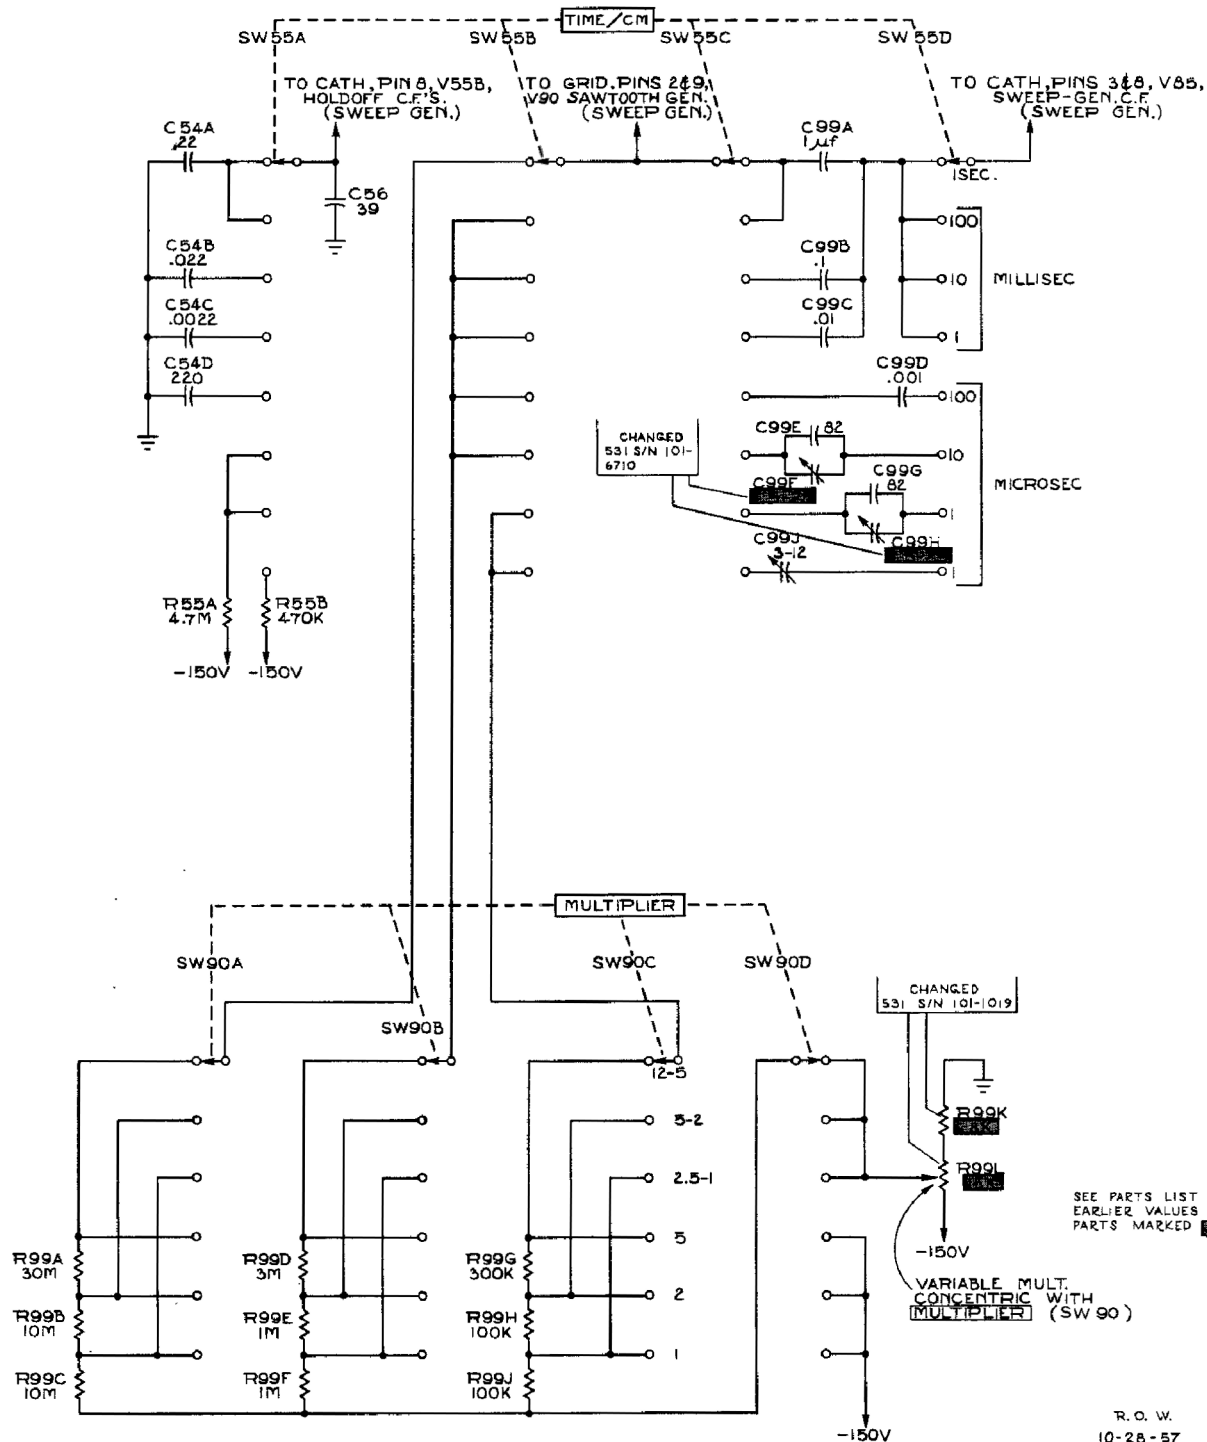 TIME/CM
SW55A
SW55B
SW55C
SW55D
TO CATH, PIN 8, V55B,
HOLDOFF C.F.'S.
(SWEEP GEN.)
TO GRID, PINS 2&9,
V90 SAWTOOTH GEN.
(SWEEP GEN.)
TO CATH, PINS 3&8, V85,
SWEEP-GEN. C.F.
(SWEEP GEN.)
C54A
.22
C56
39
C99A
1µf
1SEC.
100
C54B
.022
C99B
.1
10
MILLISEC
C54C
.0022
C99C
.01
1
C54D
220
C99D
.001
100
CHANGED
531 S/N 101-
6710
C99E 82
10
C99F
C99G
82
MICROSEC
1
C99H
C99J
3-12
.1
R55A
4.7M
R55B
470K
-150V
-150V
MULTIPLIER
SW90A
SW90B
SW90C
SW90D
CHANGED
531 S/N 101-1019
12-5
5-2
2.5-1
5
2
1
R99K
R99L
SEE PARTS LIST
EARLIER VALUES
PARTS MARKED
-150V
VARIABLE MULT.
CONCENTRIC WITH
MULTIPLIER (SW 90)
R99A
30M
R99D
3M
R99G
300K
R99B
10M
R99E
1M
R99H
100K
R99C
10M
R99F
1M
R99J
100K
-150V
R.O.W.
10-28-57